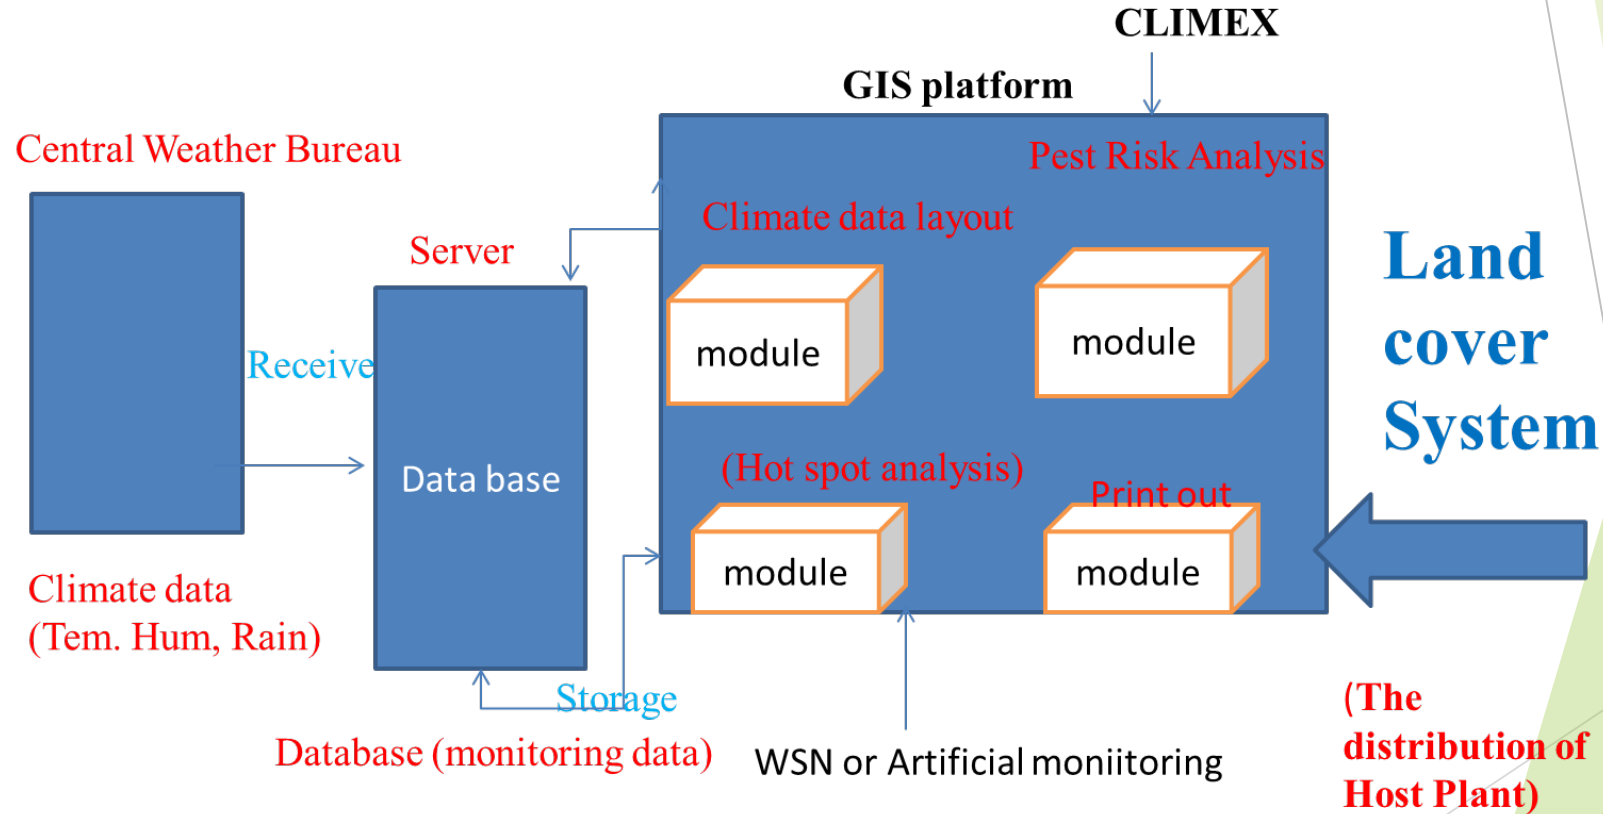 CLIMEX
GIS platform
Central Weather Bureau
Pest Risk Analysis
Climate data layout
Server
Land
cover
System
module
module
Receive
Data base
(Hot spot analysis)
Print out
module
module
Climate data
(Tem. Hum, Rain)
Storage
Database (monitoring data)
WSN or Artificial moniitoring
(The
distribution of
Host Plant)